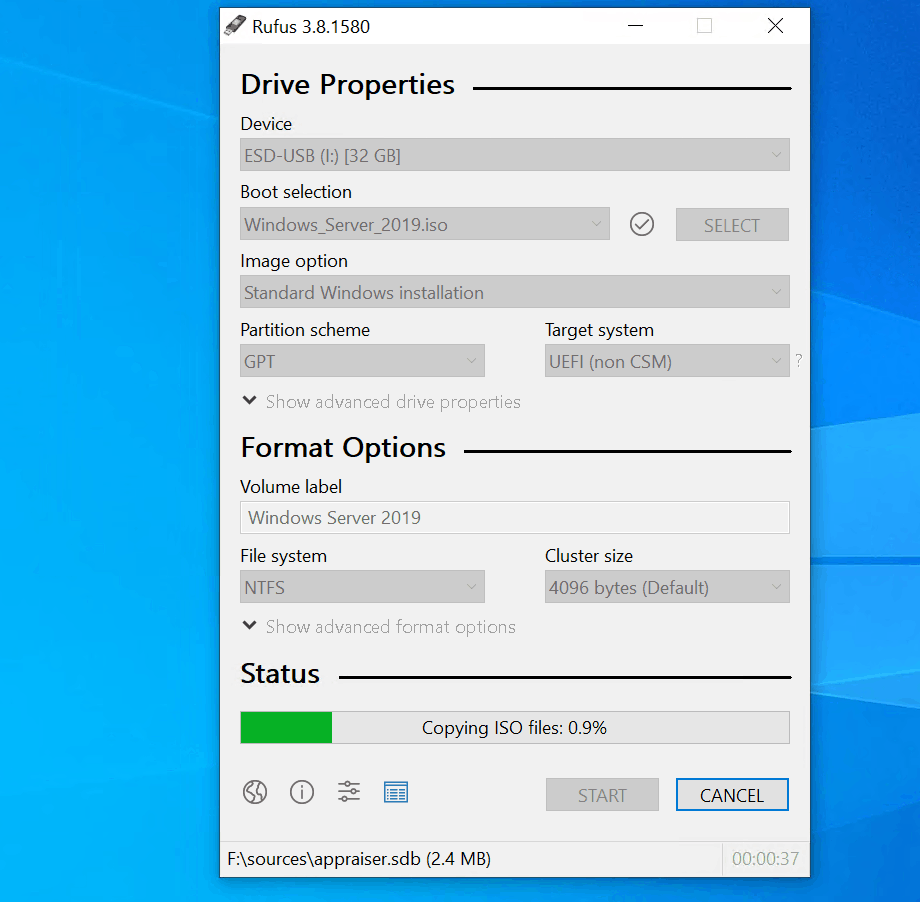 Rufus 3.8.1580
Drive Properties
Device
ESD-USB (I:) [32 GB]
Boot selection
Windows_Server_2019.iso
SELECT
Image option
Standard Windows installation
Partition scheme
Target system
GPT
UEFI (non CSM)
?
Show advanced drive properties
Format Options
Volume label
Windows Server 2019
File system
Cluster size
NTFS
4096 bytes (Default)
Show advanced format options
Status
Copying ISO files: 0.9%
START
CANCEL
F:\sources\appraiser.sdb (2.4 MB)
00:00:37